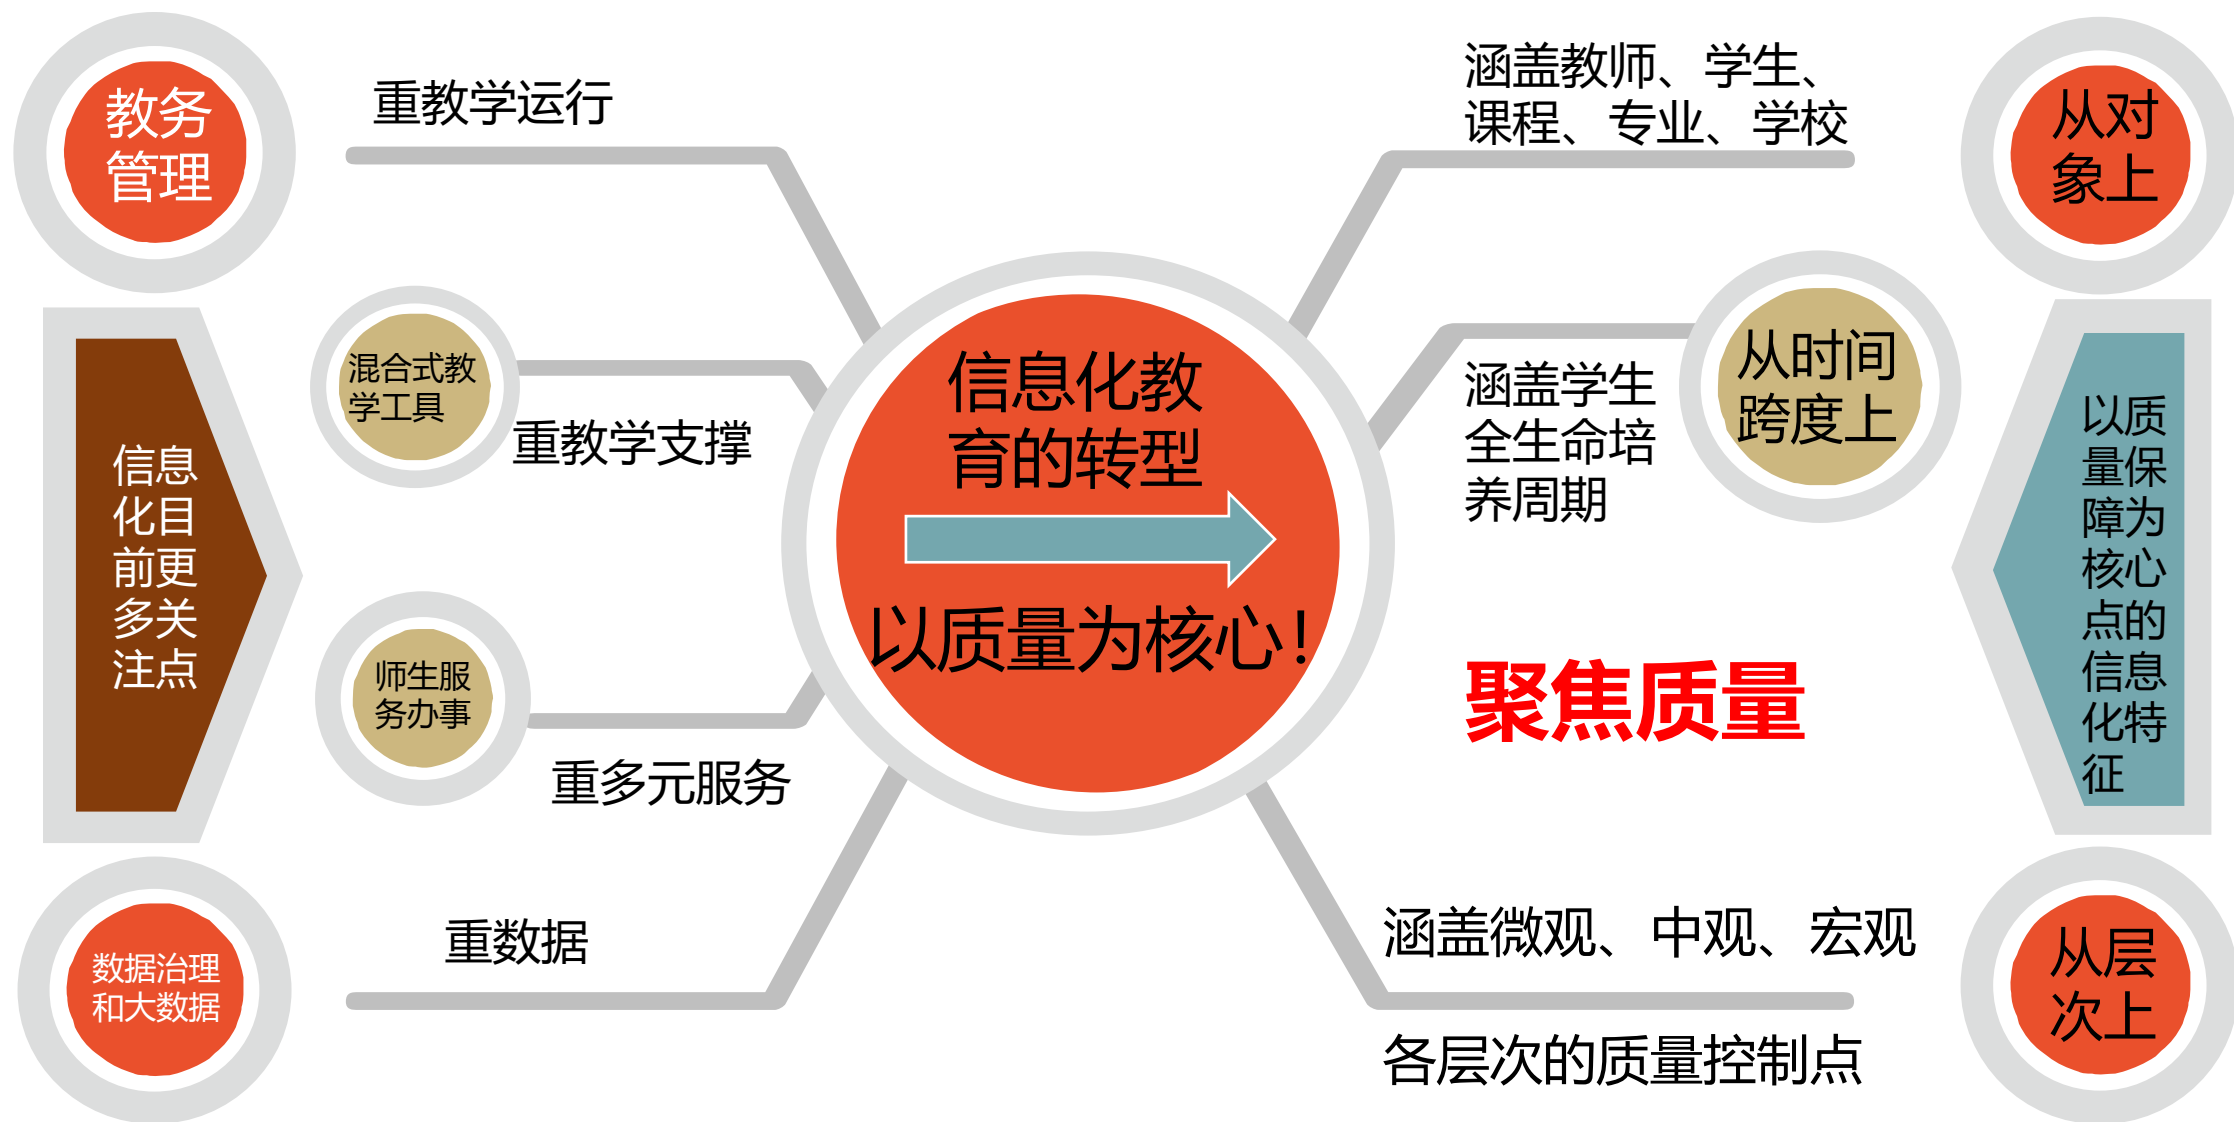 教务
管理
重教学运行
混合式教
学工具
重教学支撑
信息
化目
前更
多关
注点
师生服
务办事
重多元服务
数据治理
和大数据
重数据
信息化教
育的转型
以质量为核心！
涵盖教师、学生、
课程、专业、学校
从对
象上
涵盖学生
全生命培
养周期
从时间
跨度上
聚焦质量
以质
量保
障为
核心
点的
信息
化特
征
涵盖微观、中观、宏观
各层次的质量控制点
从层
次上